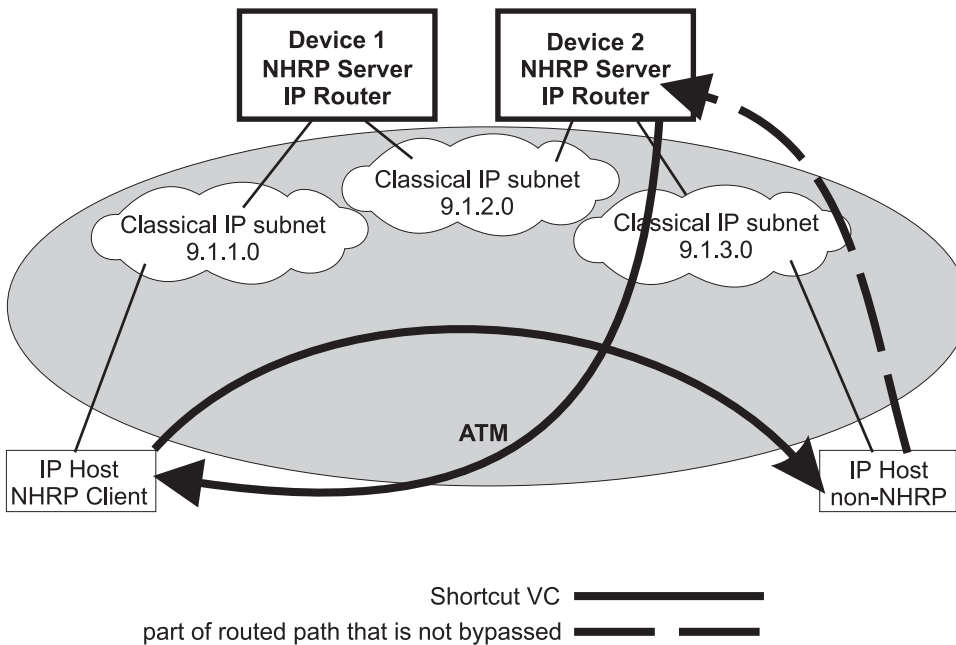 Device 1
NHRP Server
IP Router
Device 2
NHRP Server
IP Router
Classical IP subnet
9.1.1.0
Classical IP subnet
9.1.2.0
Classical IP subnet
9.1.3.0
ATM
IP Host
NHRP Client
IP Host
non-NHRP
Shortcut VC
part of routed path that is not bypassed